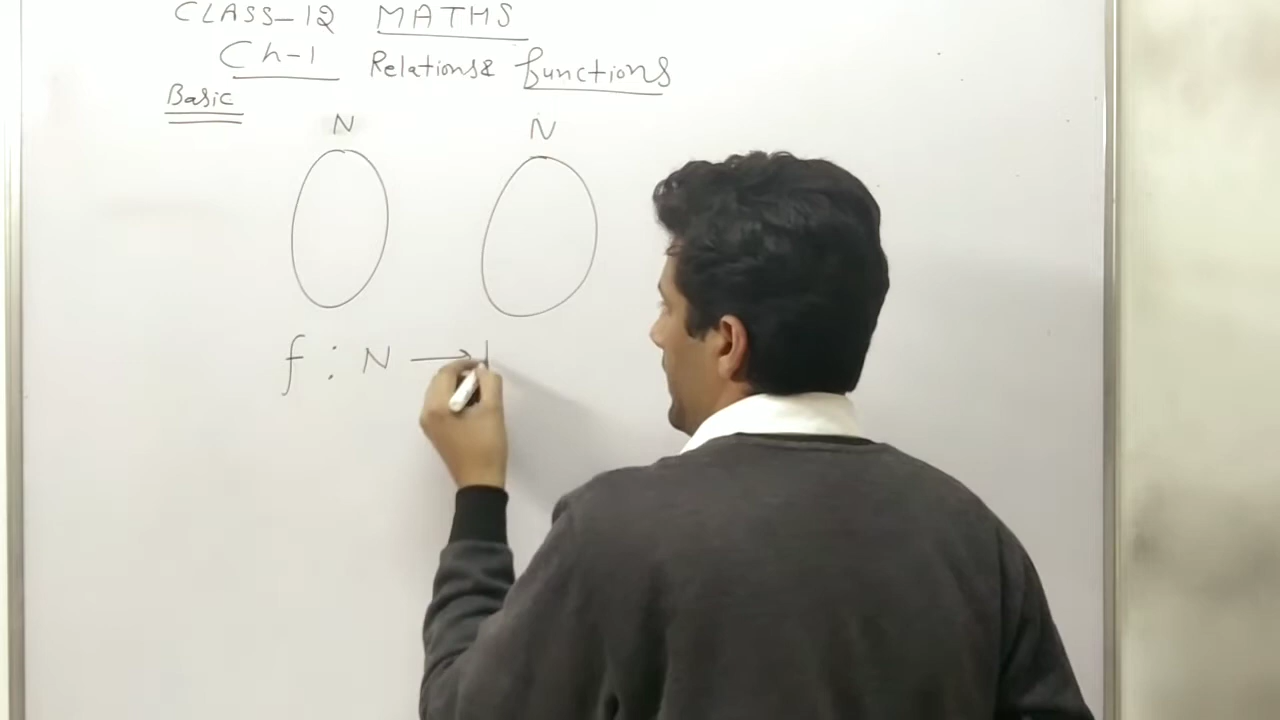 CLASS-12 MATHS
Ch-1 Relations& functions
Basic
N N
f : N →